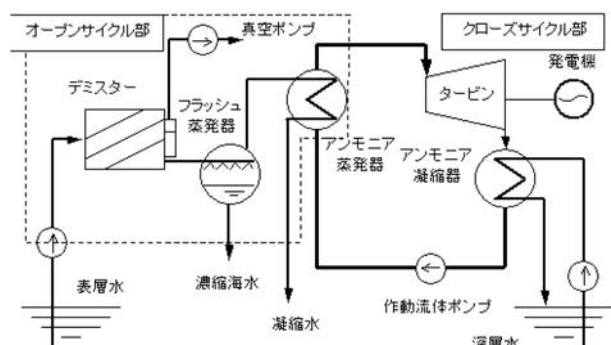 オープンサイクル部
真空ポンプ
クローズサイクル部
発電機
デミスター
フラッシュ
蒸発器
タービン
アンモニア
蒸発器
アンモニア
凝縮器
表層水
濃縮海水
凝縮水
作動流体ポンプ
深層水